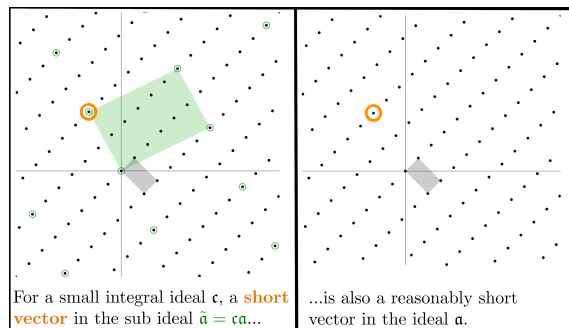 For a small integral ideal 𝔠, a short
vector in the sub ideal 𝔞̃ = 𝔠𝔞...
...is also a reasonably short
vector in the ideal 𝔞.